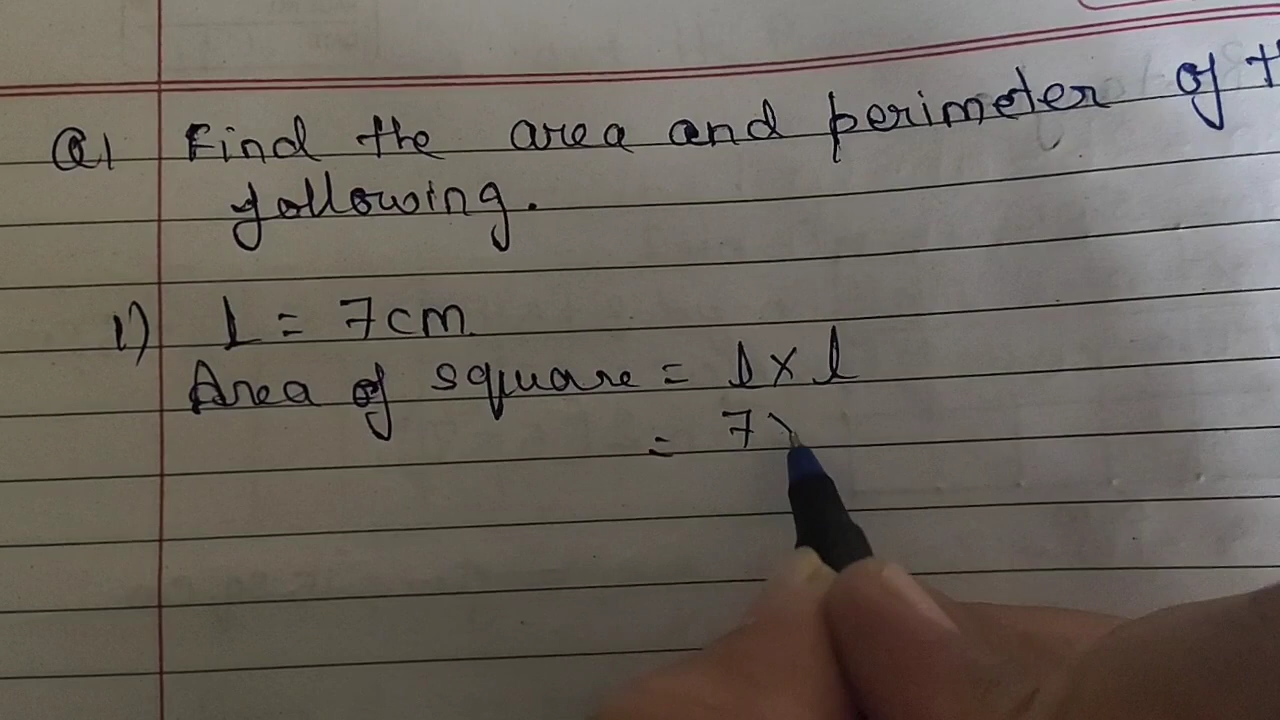 Q1 Find the area and perimeter of
following.
1) l = 7cm
Area of square = l × l
= 7